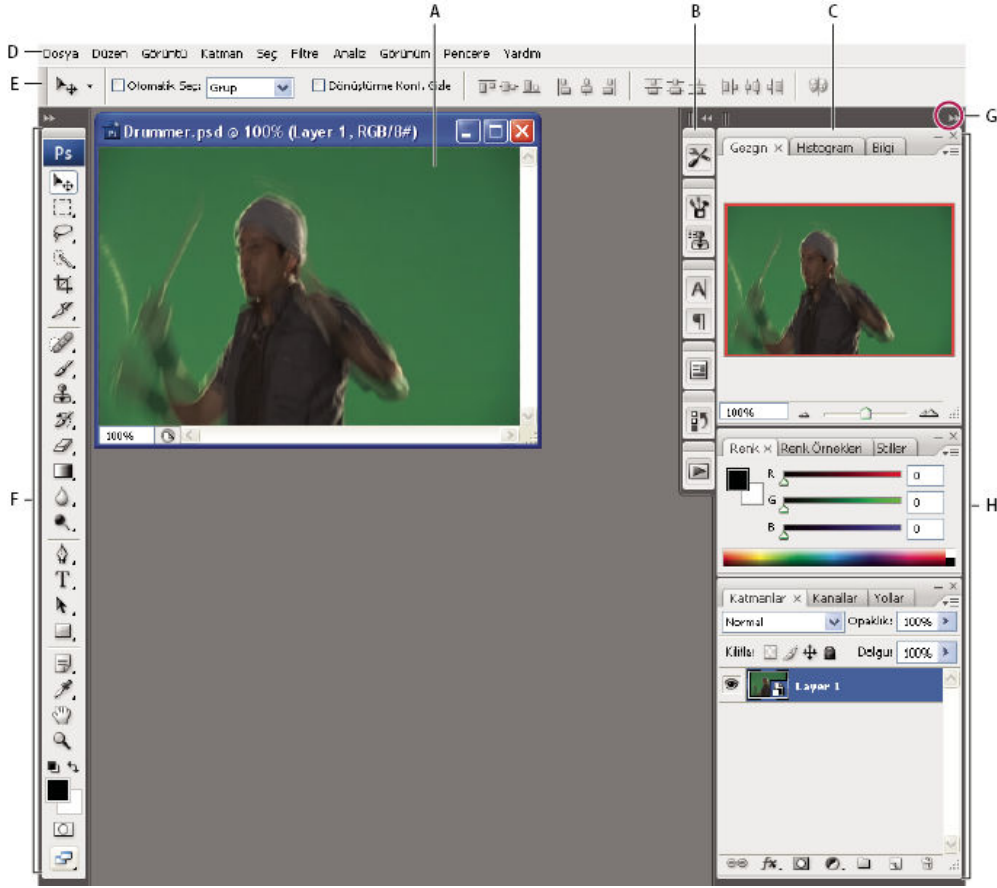 A B C
D Dosya Düzen Görüntü Katman Seç Filtre Analiz Görünüm Pencere Yardım
E Otomatik Seç: Grup Dönüştürme Kont. Gizle
G
Ps
Drummer.psd @ 100% (Layer 1, RGB/8#)
100%
Gezgin × Histogram Bilgi
100%
F
H
Renk × Renk Örnekleri Stiller
R 0
G 0
B 0
Katmanlar × Kanallar Yollar
Normal Opaklık: 100%
Kilitle: Dolgu: 100%
Layer 1